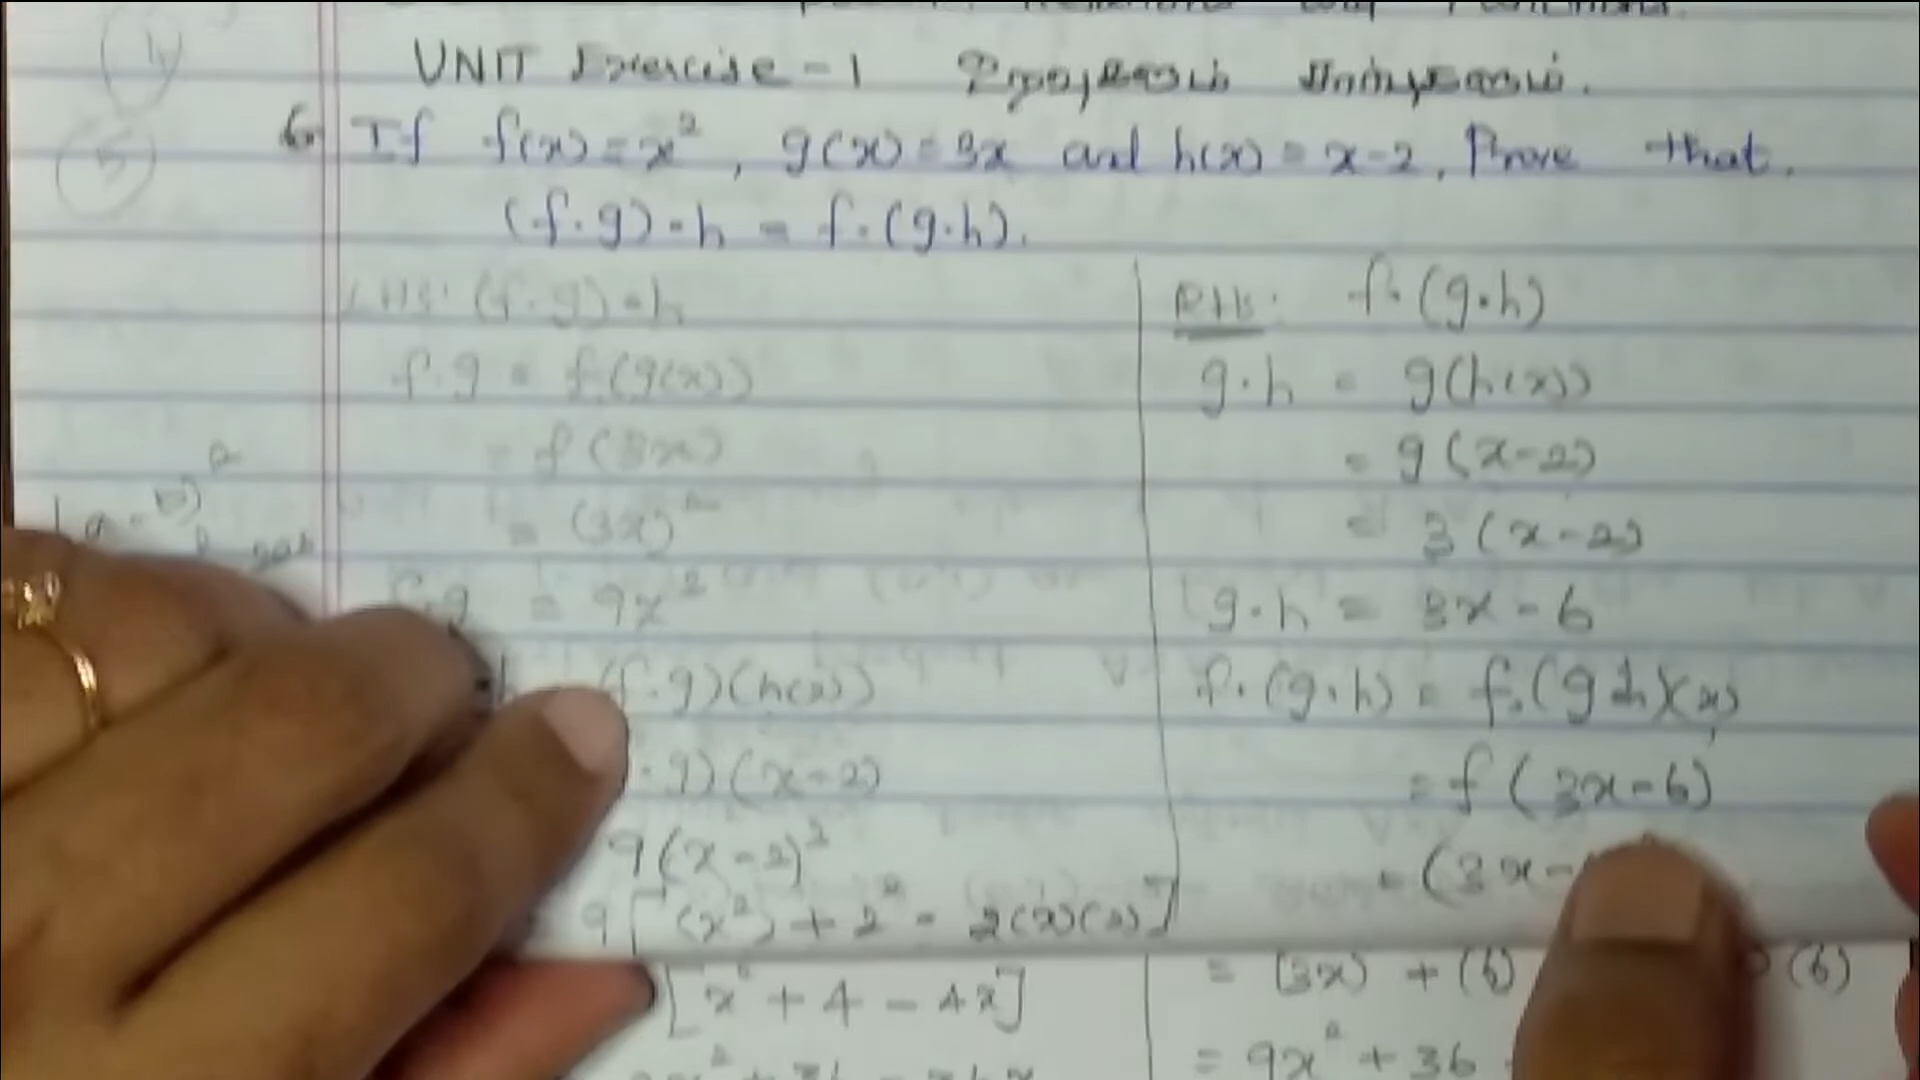 UNIT Exercise - 1
6. If f(x) = x², g(x) = 3x and h(x) = x-2, Prove that.
(f.g).h = f.(g.h).
LHS: (f.g).h
f.g = f(g(x))
= f(3x)
= (3x)²
f.g = 9x²
h (f.g)(h(x))
.g)(x-2)
9(x-2)²
9[(x²)+2²-2(x)(2)]
[x²+4-4x]
RHS: f.(g.h)
g.h = g(h(x))
= g(x-2)
= 3(x-2)
g.h = 3x-6
f.(g.h) = f.(g.h)(x)
= f(3x-6)
= (3x-
= (3x) + (6) (6)
= 9x² + 36